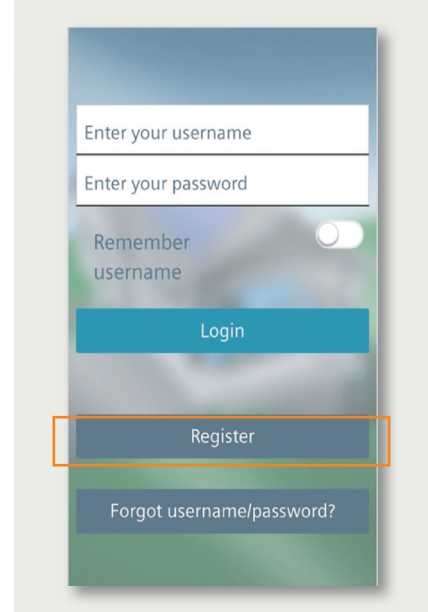 Enter your username
Enter your password
Remember
username
Login
Register
Forgot username/password?